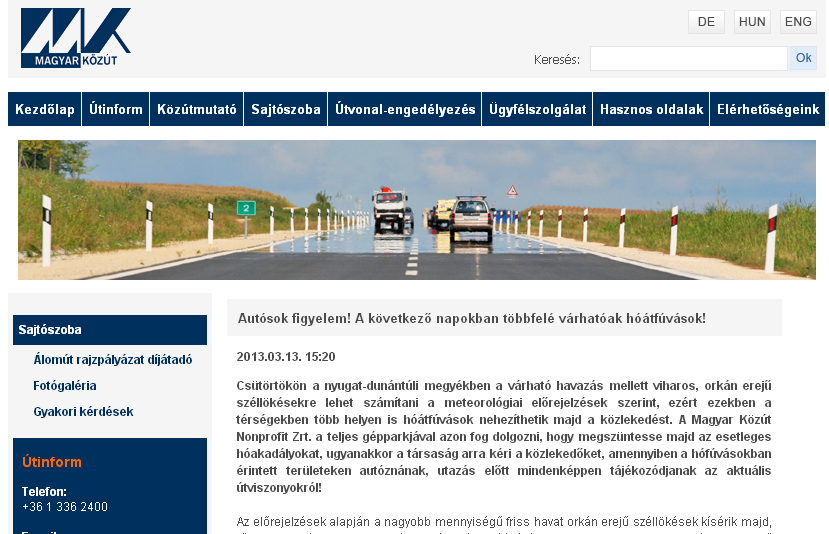 MAGYAR KÖZÚT
DE HUN ENG
Keresés: Ok
Kezdőlap Útinform Közútmutató Sajtószoba Útvonal-engedélyezés Ügyfélszolgálat Hasznos oldalak Elérhetőségeink
2
Sajtószoba
Álomút rajzpályázat díjátadó
Fotógaléria
Gyakori kérdések
Útinform
Telefon:
+36 1 336 2400
Autósok figyelem! A következő napokban többfelé várhatóak hóátfúvások!
2013.03.13. 15:20
Csütörtökön a nyugat-dunántúli megyékben a várható havazás mellett viharos, orkán erejű
széllökésekre lehet számítani a meteorológiai előrejelzések szerint, ezért ezekben a
térségekben több helyen is hóátfúvások nehezíthetik majd a közlekedést. A Magyar Közút
Nonprofit Zrt. a teljes gépparkjával azon fog dolgozni, hogy megszüntesse majd az esetleges
hóakadályokat, ugyanakkor a társaság arra kéri a közlekedőket, amennyiben a hófúvásokban
érintett területeken autóznának, utazás előtt mindenképpen tájékozódjanak az aktuális
útviszonyokról!
Az előrejelzések alapján a nagyobb mennyiségű friss havat orkán erejű széllökések kísérik majd,